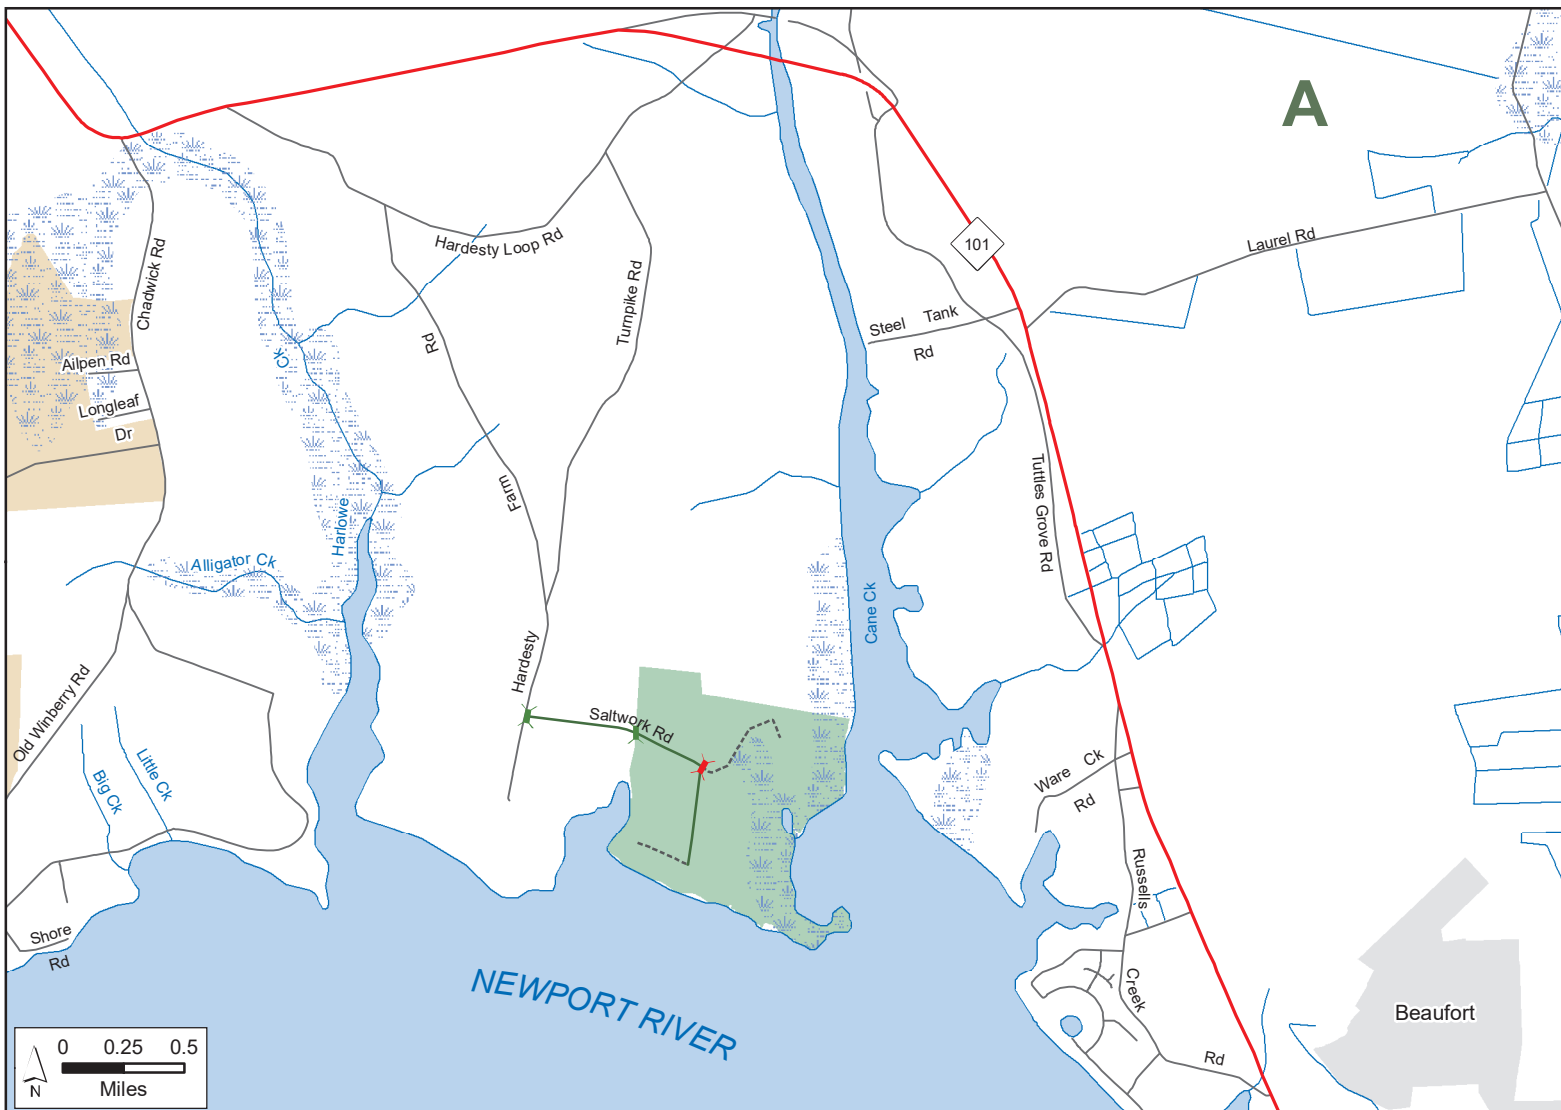 A
101
Laurel Rd
Hardesty Loop Rd
Chadwick Rd
Turnpike Rd
Steel Tank
Rd
Rd
Ck
Ailpen Rd
Longleaf
Dr
Farm
Harlowe
Tuttles Grove Rd
Alligator Ck
Cane Ck
Hardesty
Old Winberry Rd
Saltwork Rd
Big Ck
Little Ck
Ware Ck
Rd
Russells
Shore
Rd
Creek
NEWPORT RIVER
Beaufort
Rd
0 0.25 0.5
N
Miles